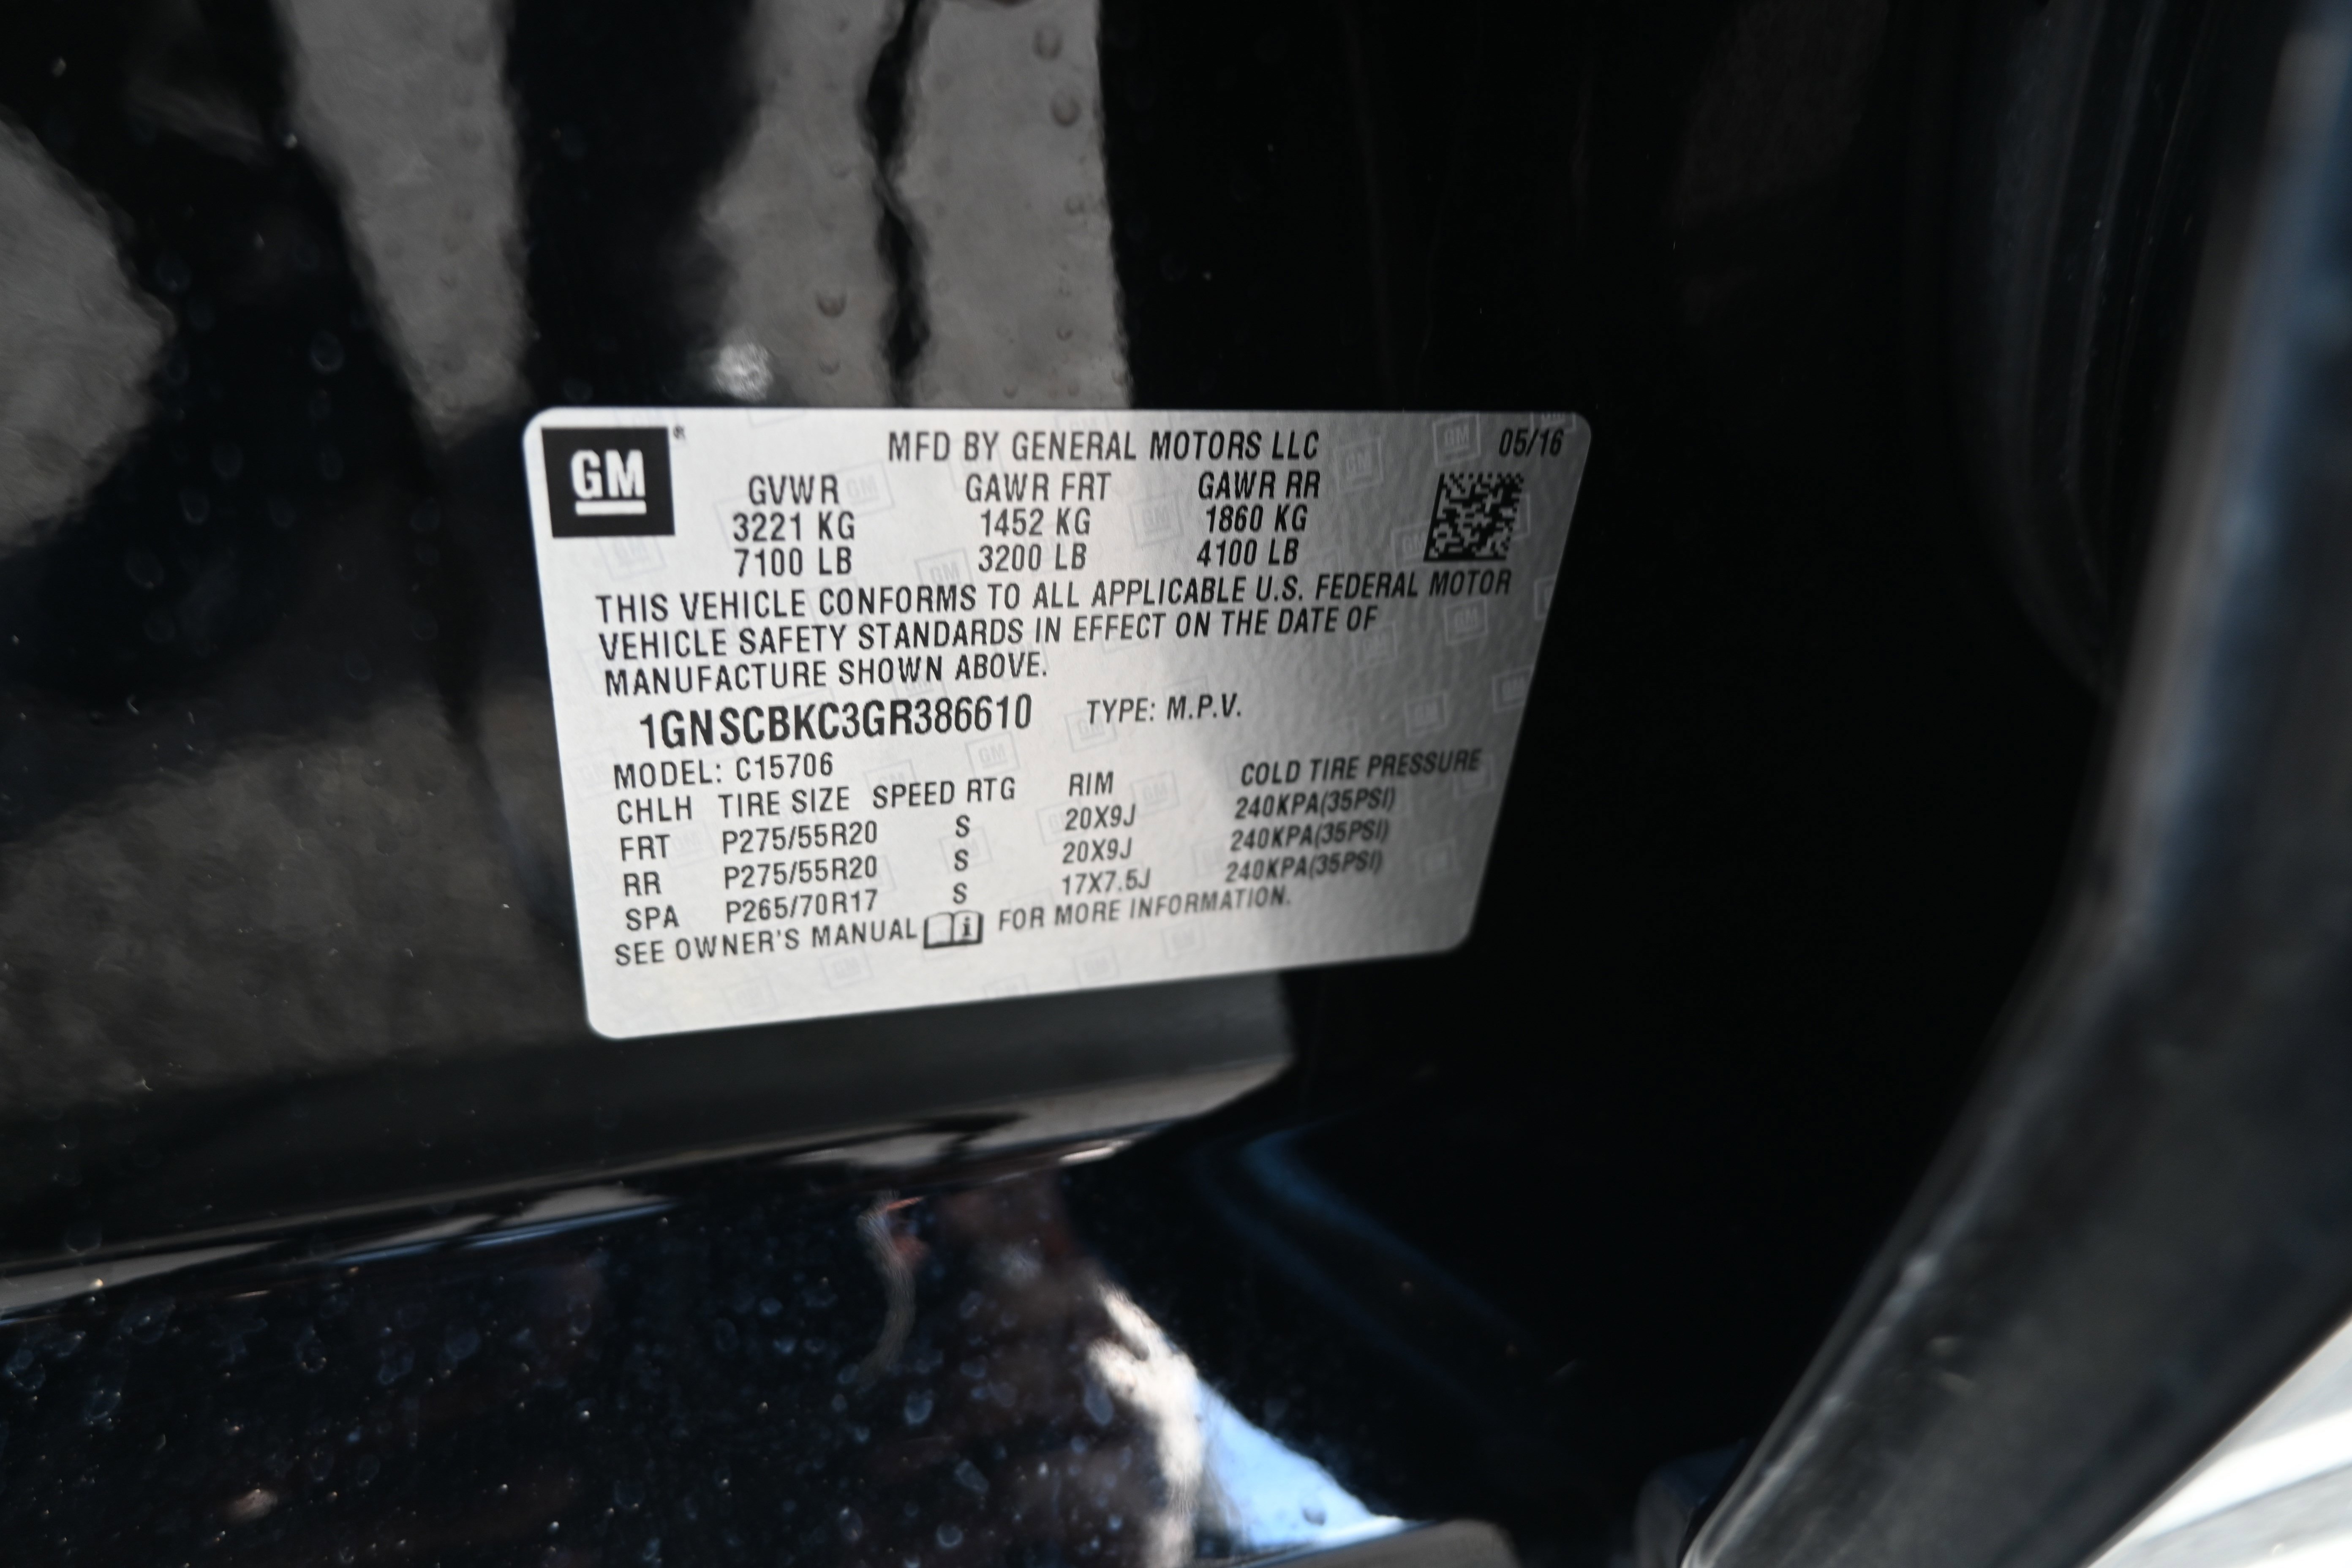 GM ®
MFD BY GENERAL MOTORS LLC 05/16
GVWR GAWR FRT GAWR RR
3221 KG 1452 KG 1860 KG
7100 LB 3200 LB 4100 LB
THIS VEHICLE CONFORMS TO ALL APPLICABLE U.S. FEDERAL MOTOR
VEHICLE SAFETY STANDARDS IN EFFECT ON THE DATE OF
MANUFACTURE SHOWN ABOVE.
1GNSCBKC3GR386610 TYPE: M.P.V.
MODEL: C15706
CHLH TIRE SIZE SPEED RTG RIM COLD TIRE PRESSURE
FRT P275/55R20 S 20X9J 240KPA(35PSI)
RR P275/55R20 S 20X9J 240KPA(35PSI)
SPA P265/70R17 S 17X7.5J 240KPA(35PSI)
SEE OWNER'S MANUAL i FOR MORE INFORMATION.